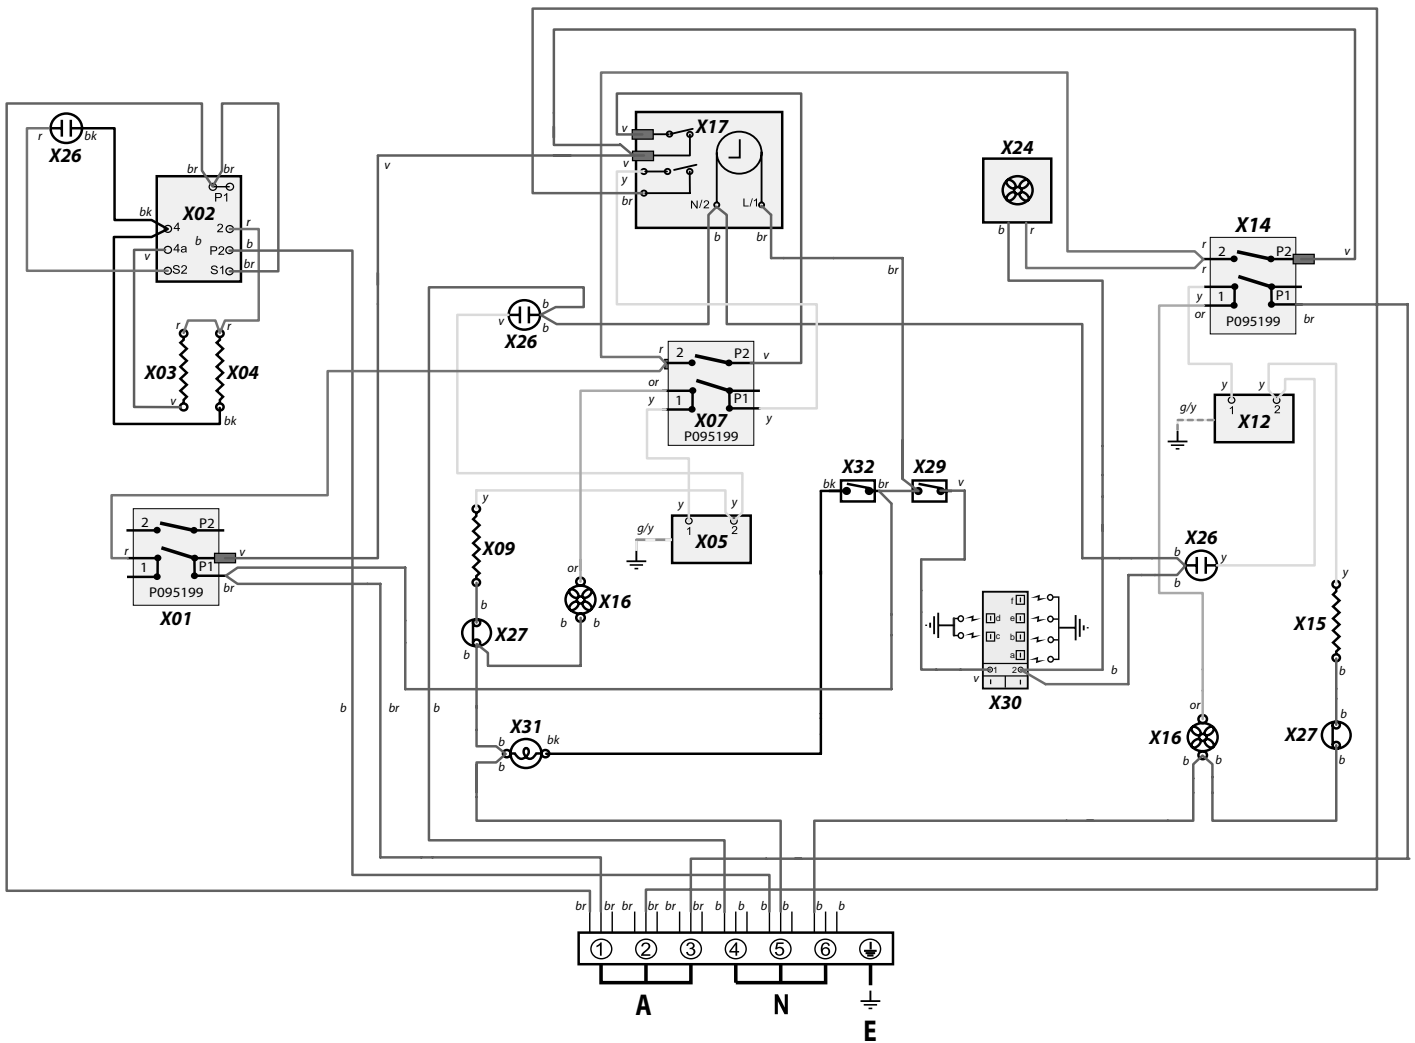 X17
v
v
y
br
N/2
L/1
b
br
br
r
bk
X26
v
X24
b
r
br
br
P1
X02
bk
4
2
r
b
4a
P2
b
v
S2
S1
br
X14
r
2
P2
v
r
y
1
P1
or
br
P095199
v
b
b
X26
r
r
X03
X04
v
bk
r
2
P2
v
or
y
1
P1
X07
y
P095199
y
y
g/y
1
2
X12
X32
X29
bk
br
v
y
y
y
1
2
g/y
X05
X09
2
P2
r
v
1
P1
br
P095199
X01
or
X16
b
b
b
X27
b
X26
b
y
b
y
X15
b
f
d
e
c
b
a
1
2
v
b
X30
b
br
b
X31
b
bk
b
or
X16
b
b
b
X27
b
br
br
br
br
br
br
b
b
b
b
b
b
1
2
3
4
5
6
A
N
E